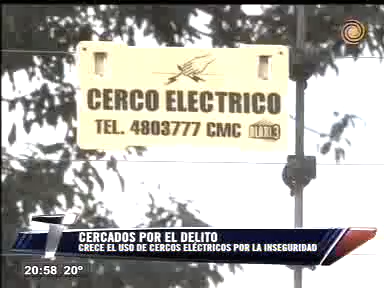 CERCO ELECTRICO
TEL. 4803777 CMC
CERCADOS POR EL DELITO
CRECE EL USO DE CERCOS ELÉCTRICOS POR LA INSEGURIDAD
20:58 20°